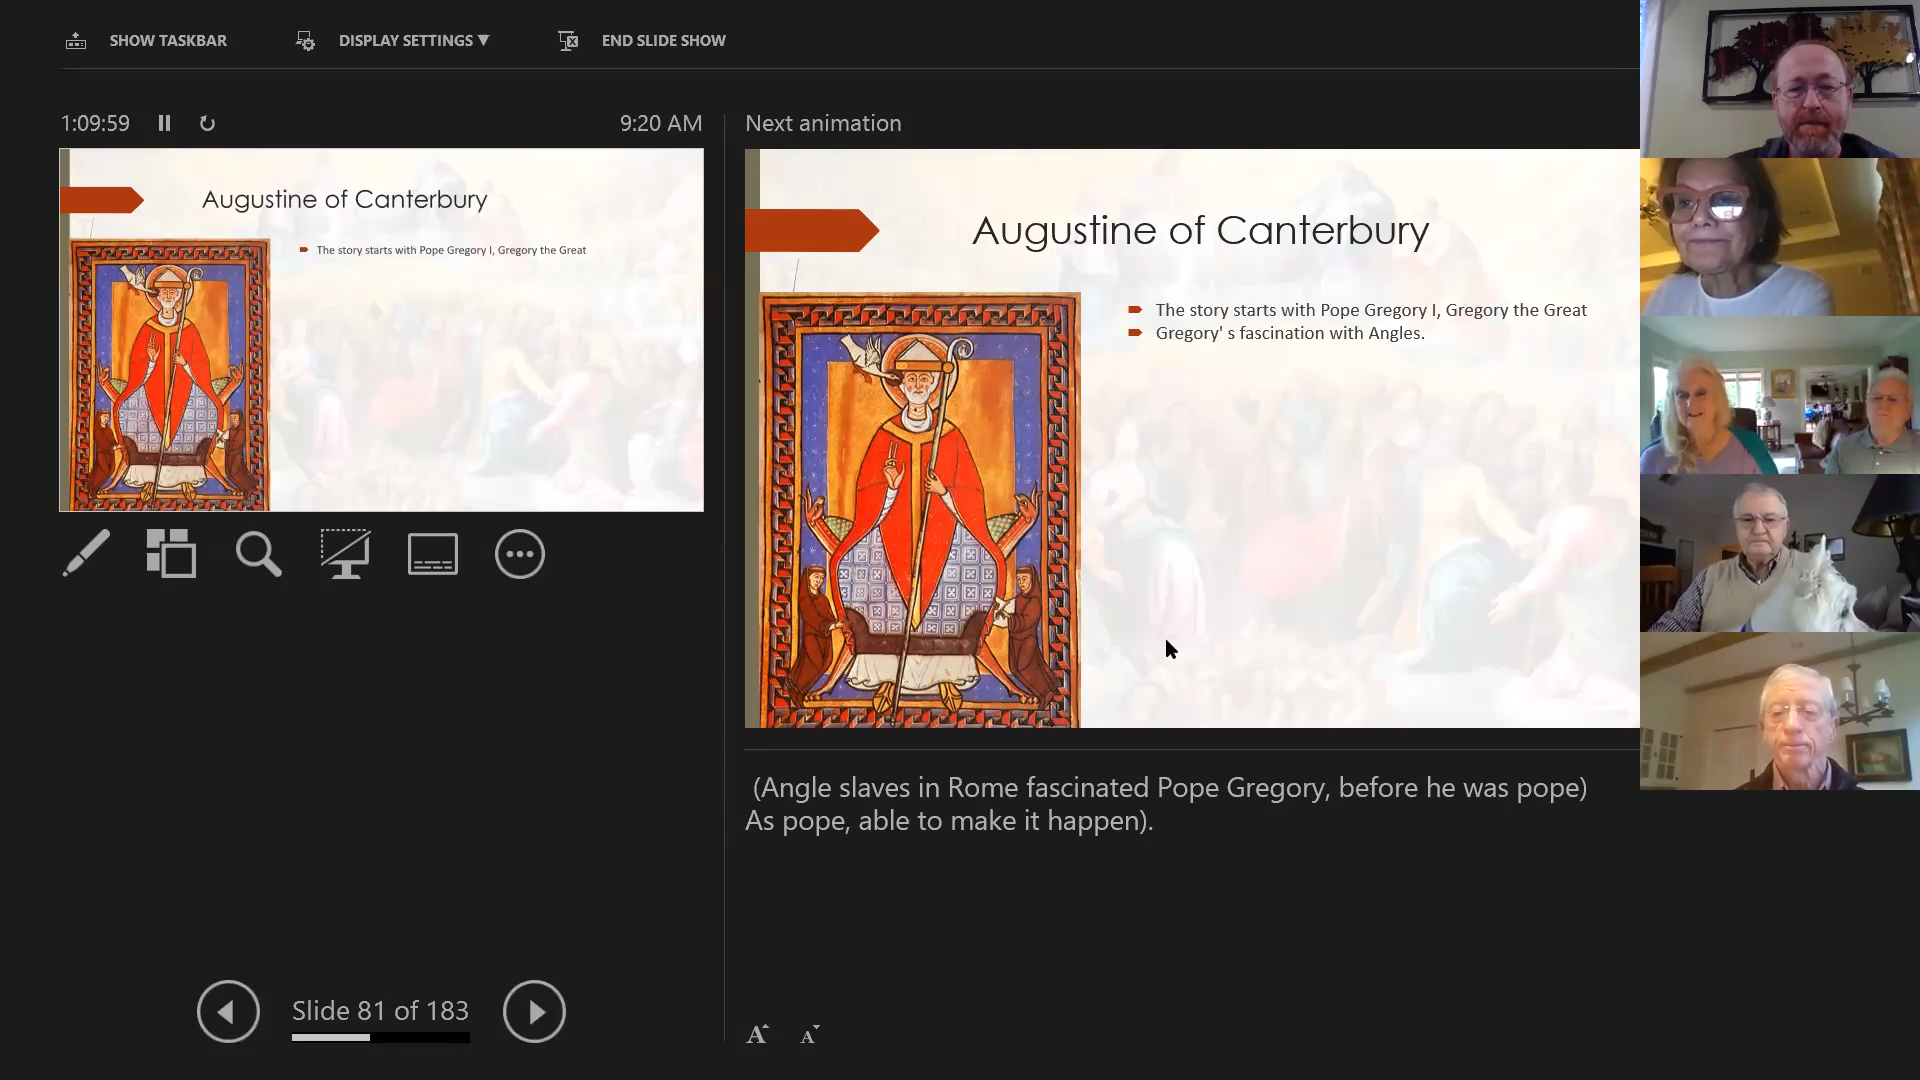 SHOW TASKBAR
DISPLAY SETTINGS ▼
END SLIDE SHOW
1:09:59
9:20 AM
Next animation
Augustine of Canterbury
The story starts with Pope Gregory I, Gregory the Great
Augustine of Canterbury
The story starts with Pope Gregory I, Gregory the Great
Gregory' s fascination with Angles.
(Angle slaves in Rome fascinated Pope Gregory, before he was pope)
As pope, able to make it happen).
Slide 81 of 183
A A